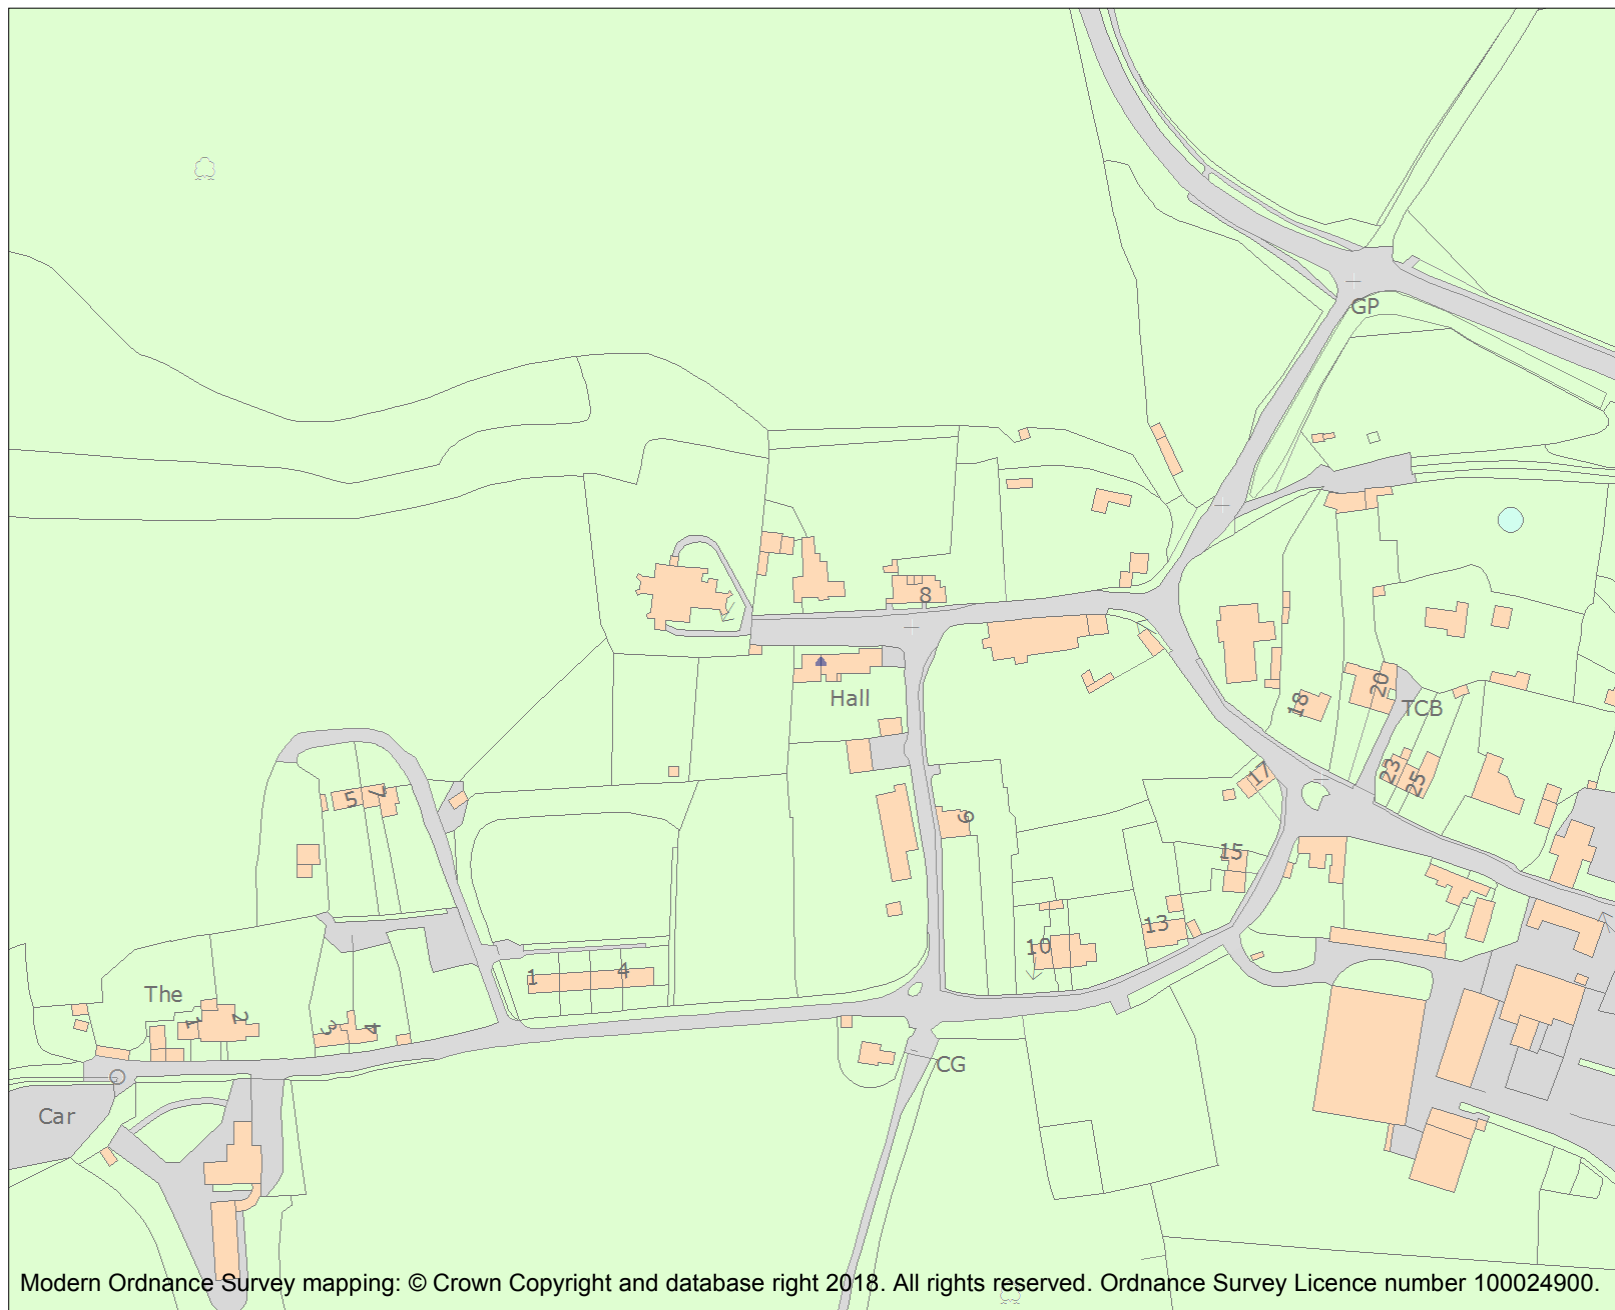 GP
8
Hall
18
20
TCB
23
25
17
5
7
6
15
13
10
1
4
The
1
2
3
4
CG
Car
Modern Ordnance Survey mapping: © Crown Copyright and database right 2018. All rights reserved. Ordnance Survey Licence number 100024900.